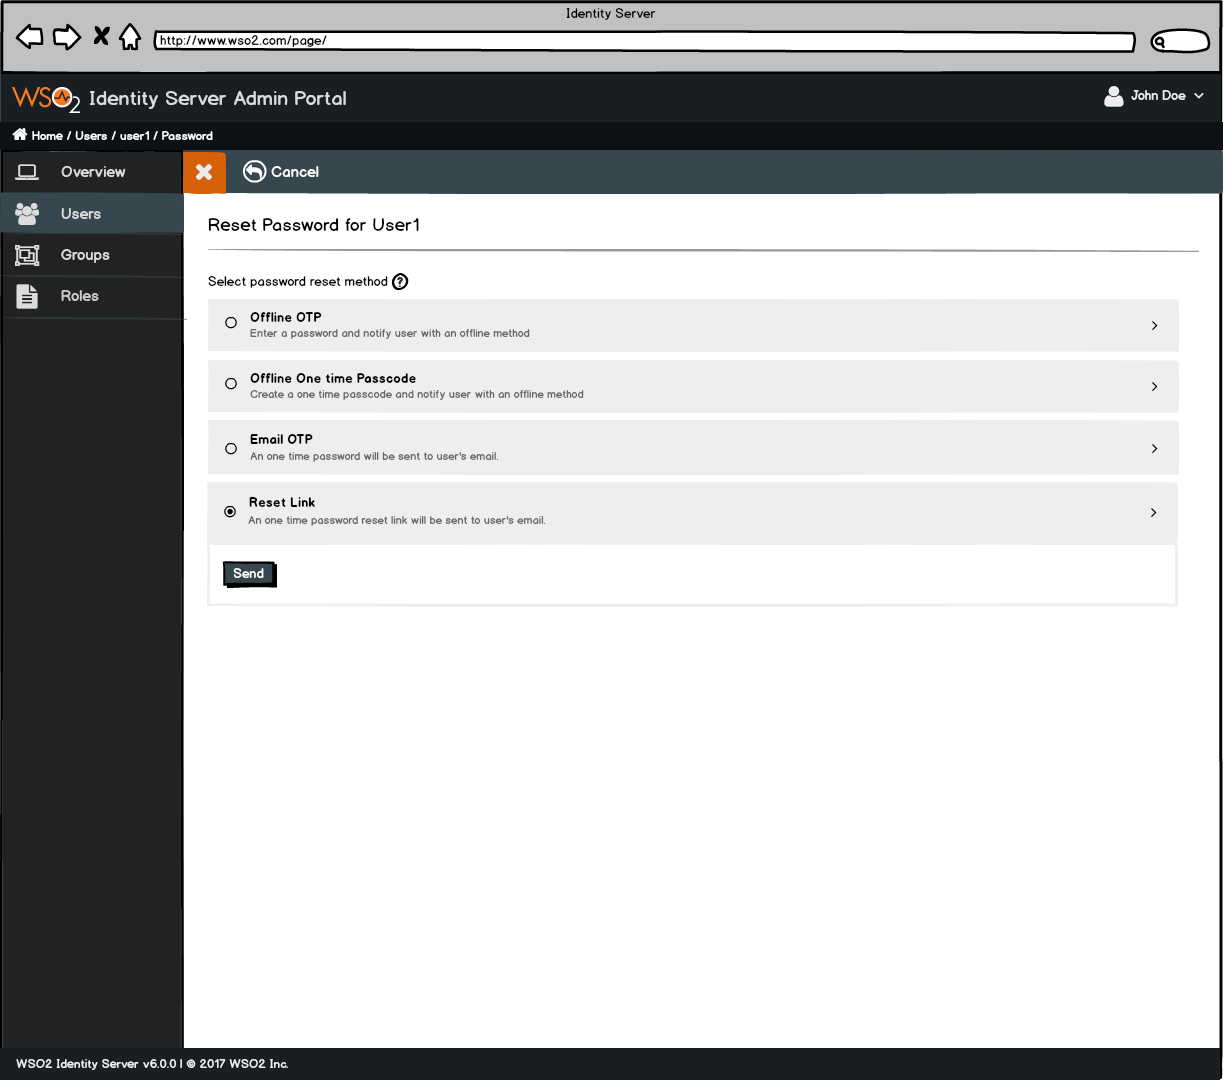 Identity Server
http://www.wso2.com/page/
WSO2 Identity Server Admin Portal
John Doe
Home / Users / user1 / Password
Overview
Cancel
Users
Groups
Roles
Reset Password for User1
Select password reset method ?
Offline OTP
Enter a password and notify user with an offline method
Offline One time Passcode
Create a one time passcode and notify user with an offline method
Email OTP
An one time password will be sent to user's email.
Reset Link
An one time password reset link will be sent to user's email.
Send
WSO2 Identity Server v6.0.0 | © 2017 WSO2 Inc.